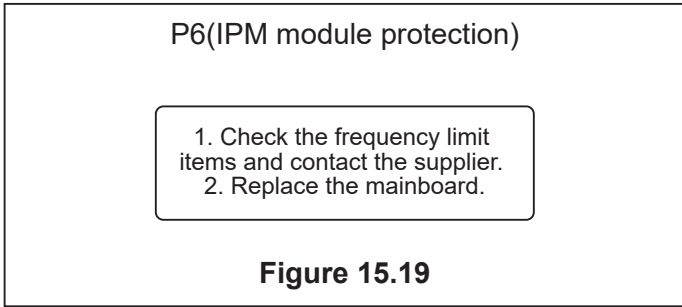 P6(IPM module protection)
1. Check the frequency limit
items and contact the supplier.
2. Replace the mainboard.
Figure 15.19